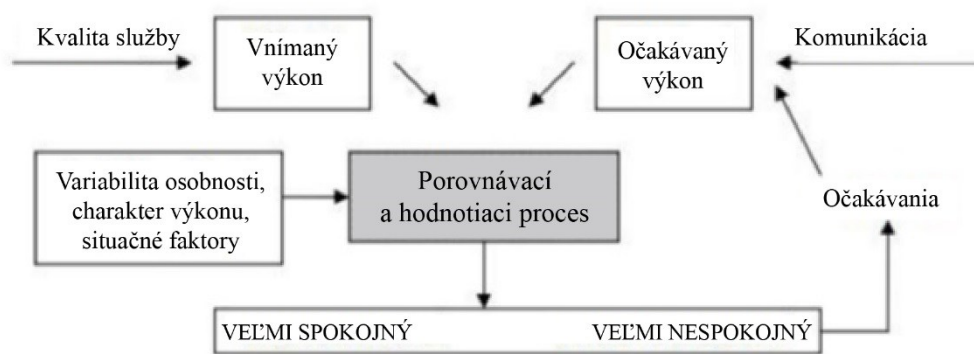 Kvalita služby
Vnímaný
výkon
Očakávaný
výkon
Komunikácia
Variabilita osobnosti,
charakter výkonu,
situačné faktory
Porovnávací
a hodnotiaci proces
Očakávania
VEĽMI SPOKOJNÝ
VEĽMI NESPOKOJNÝ